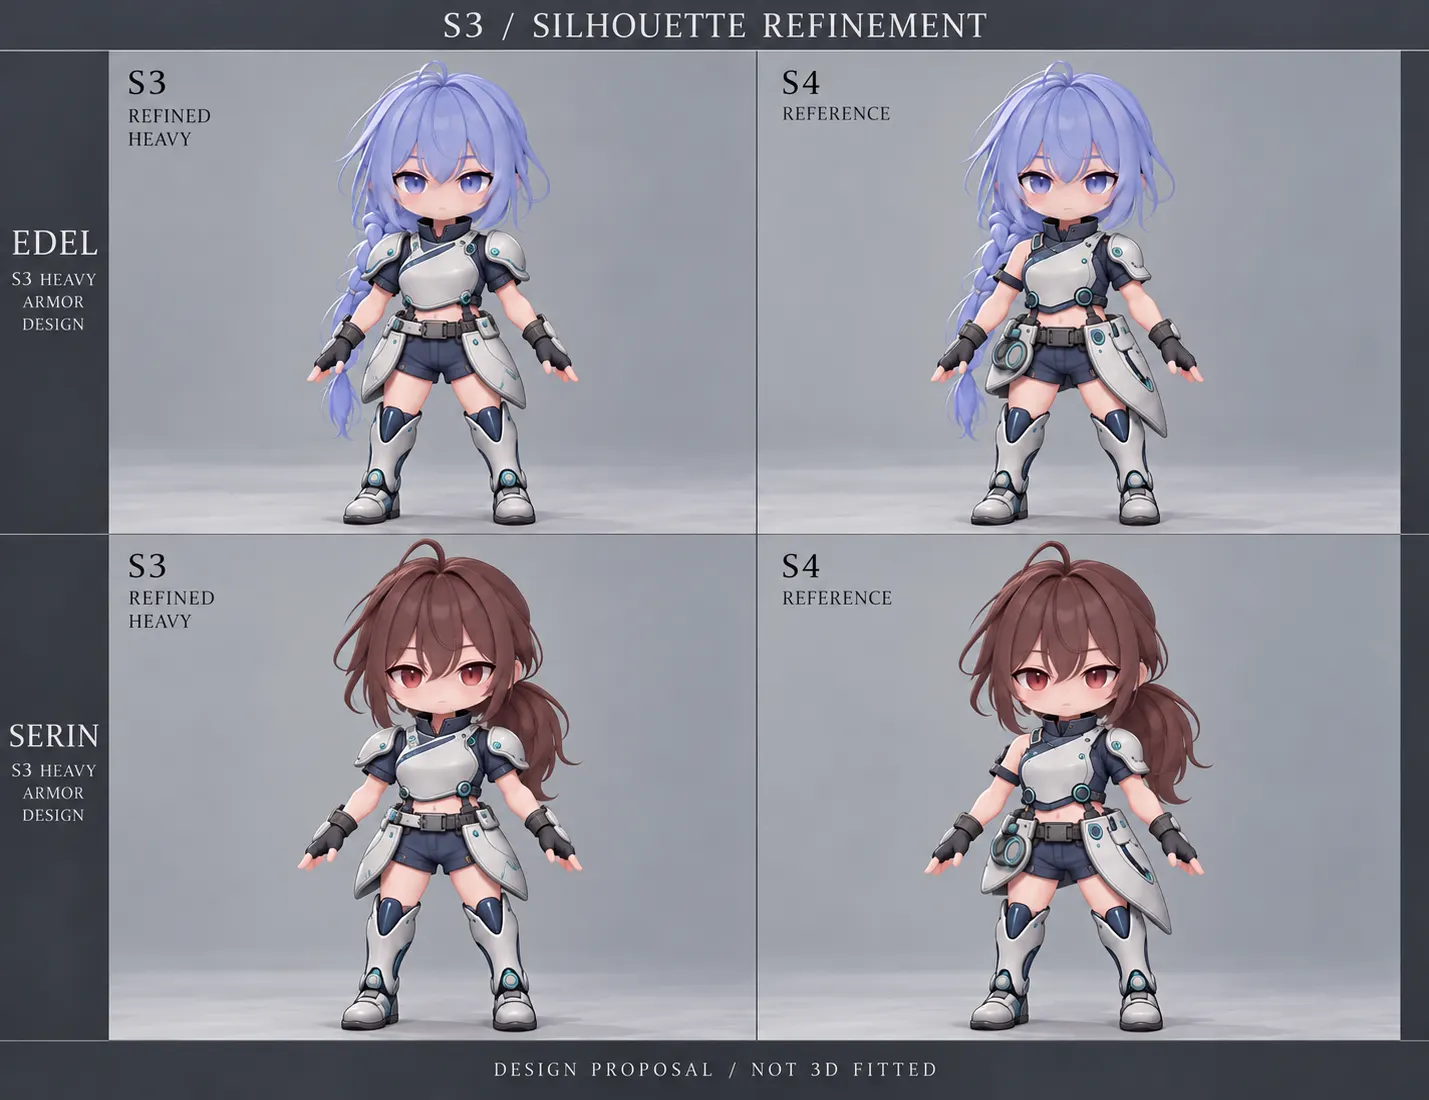 S3 / SILHOUETTE REFINEMENT
S3
REFINED
HEAVY
S4
REFERENCE
EDEL
S3 HEAVY
ARMOR
DESIGN
S3
REFINED
HEAVY
S4
REFERENCE
SERIN
S3 HEAVY
ARMOR
DESIGN
DESIGN PROPOSAL / NOT 3D FITTED